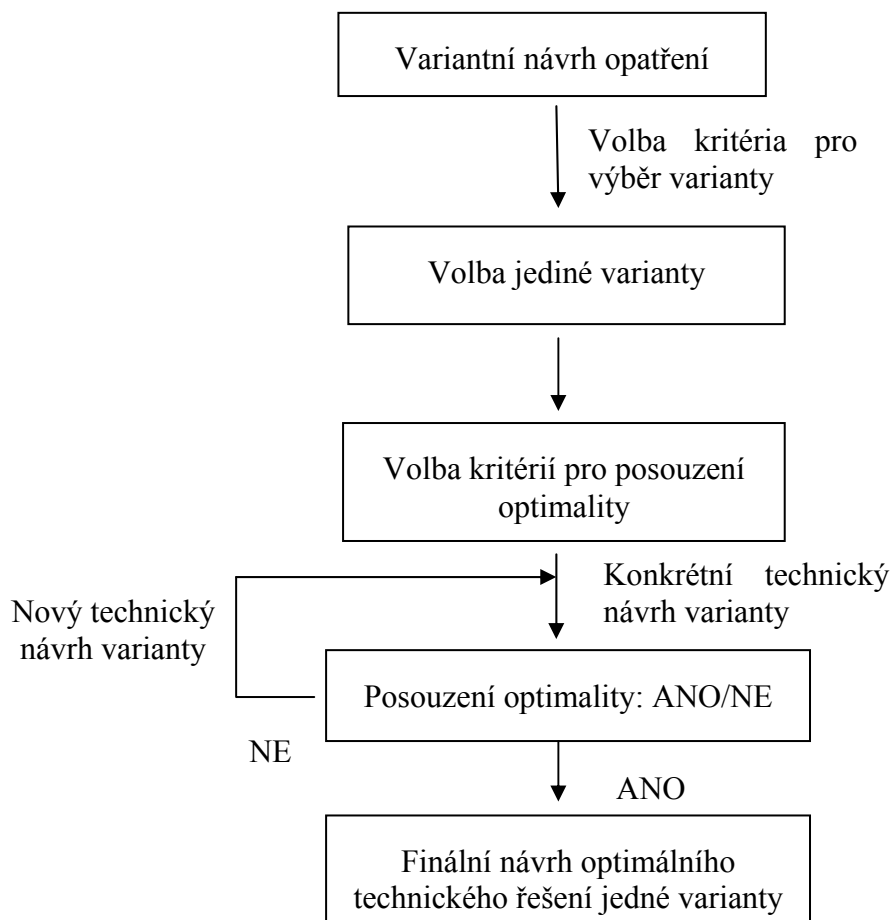 Variantní návrh opatření
Volba kritéria pro
výběr varianty
Volba jediné varianty
Volba kritérií pro posouzení
optimality
Konkrétní technický
návrh varianty
Nový technický
návrh varianty
Posouzení optimality: ANO/NE
NE
ANO
Finální návrh optimálního
technického řešení jedné varianty